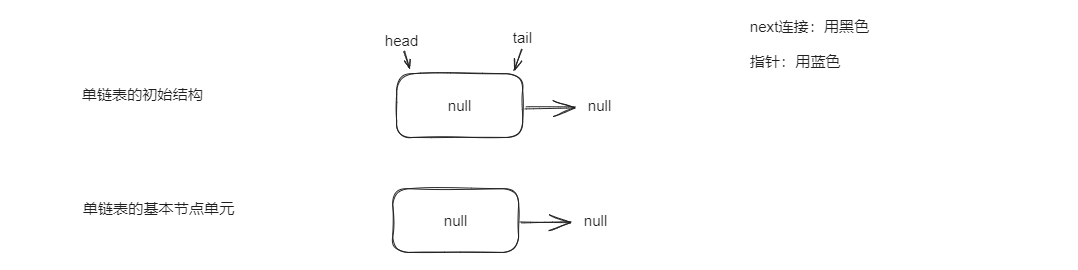 next连接：用黑色
head
tail
指针：用蓝色
单链表的初始结构
null
null
单链表的基本节点单元
null
null